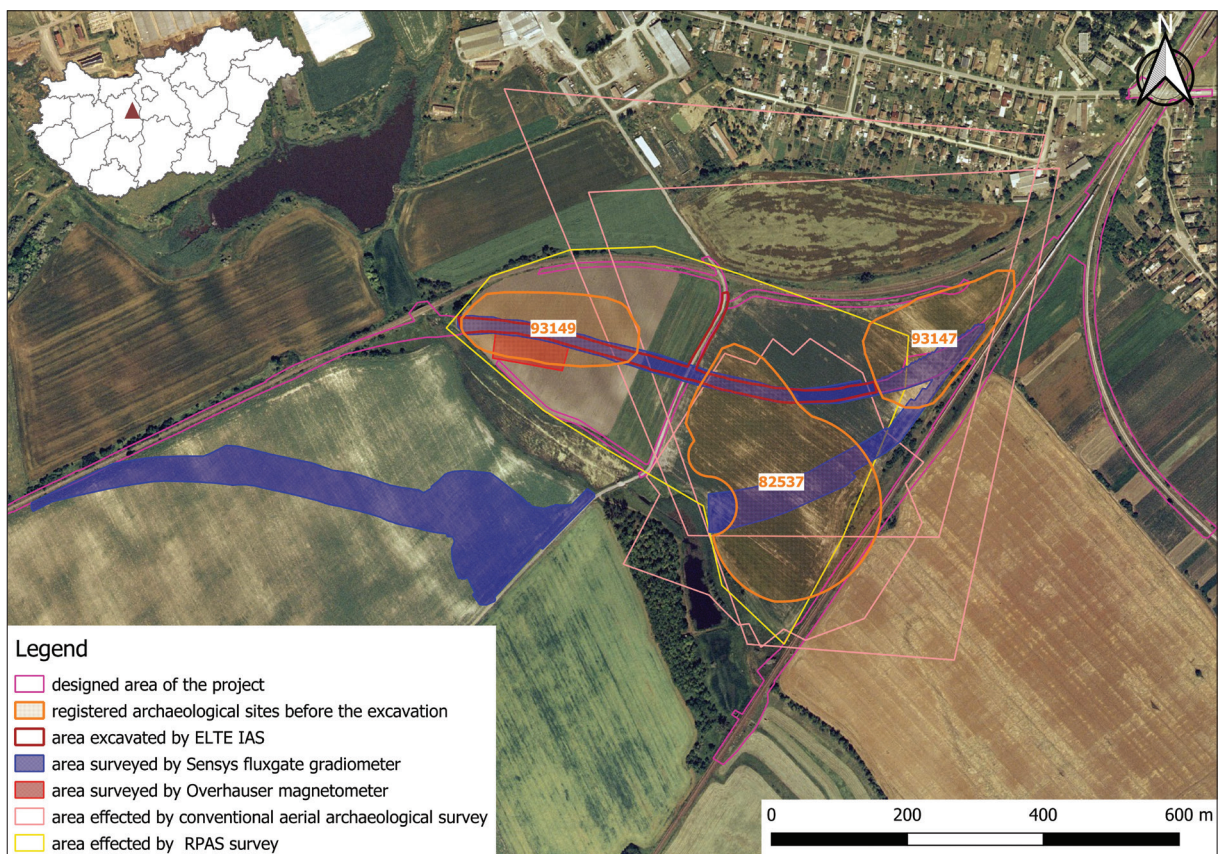 N
93149
93147
82537
Legend
designed area of the project
registered archaeological sites before the excavation
area excavated by ELTE IAS
area surveyed by Sensys fluxgate gradiometer
area surveyed by Overhauser magnetometer
area effected by conventional aerial archaeological survey
area effected by RPAS survey
0 200 400 600 m